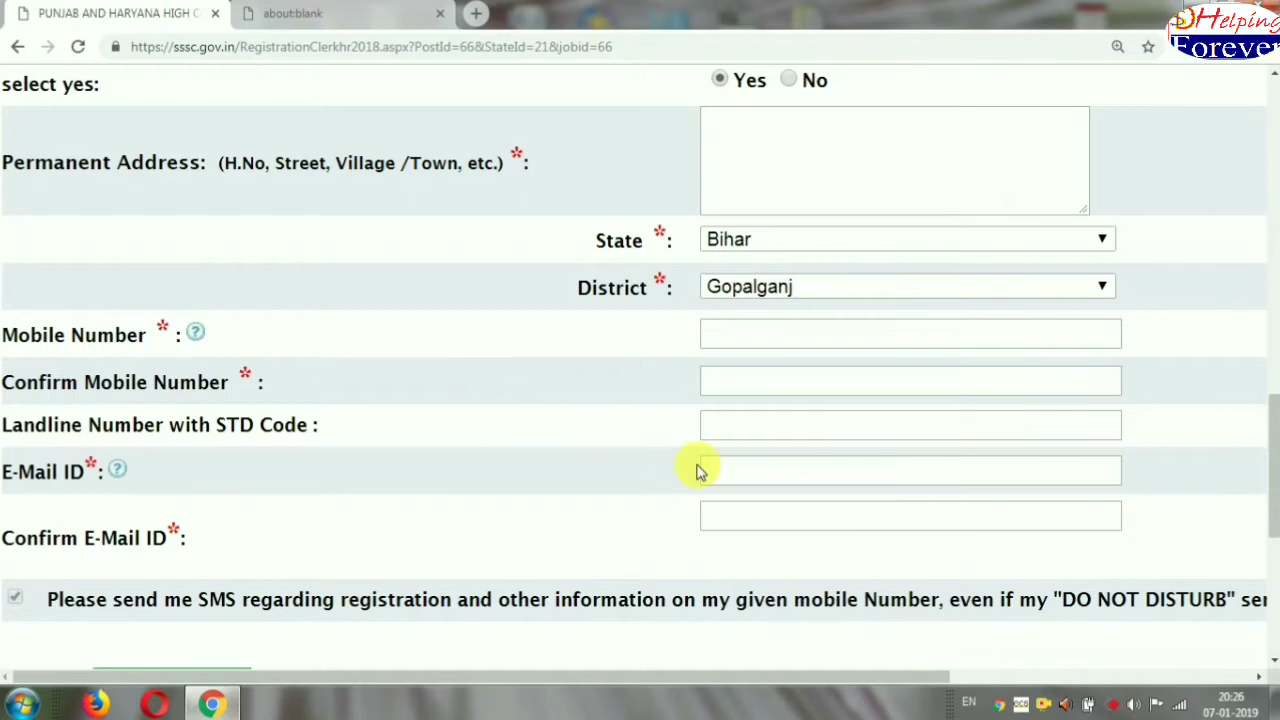 PUNJAB AND HARYANA HIGH C
about:blank
Helping
Forever
https://sssc.gov.in/RegistrationClerkhr2018.aspx?PostId=66&StateId=21&jobid=66
select yes:
Yes
No
Permanent Address: (H.No, Street, Village /Town, etc.) *:
State *:
Bihar
District *:
Gopalganj
Mobile Number * : ?
Confirm Mobile Number * :
Landline Number with STD Code :
E-Mail ID*: ?
Confirm E-Mail ID*:
Please send me SMS regarding registration and other information on my given mobile Number, even if my "DO NOT DISTURB" ser
EN
20:26
07-01-2019